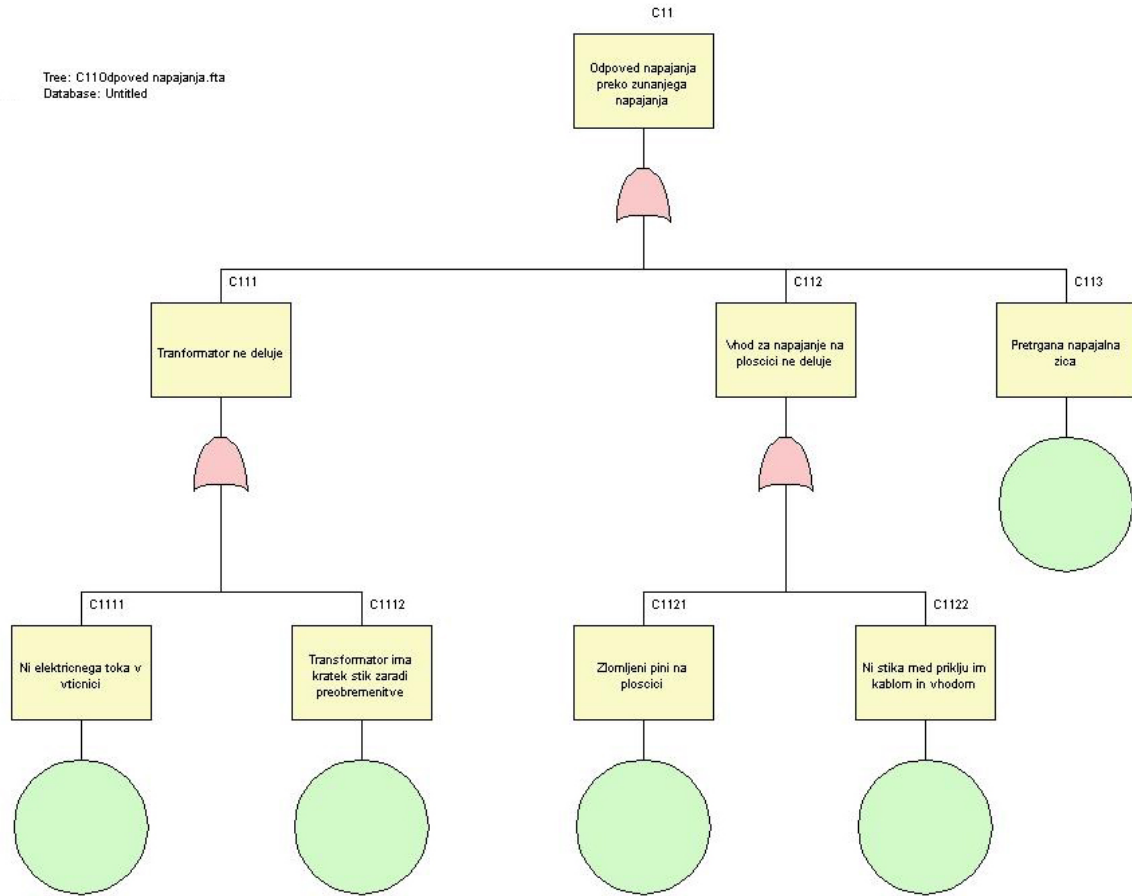 C11
Odpoved napajanja
preko zunanjega
napajanja
Tree: C11Odpoved napajanja.fta
Database: Untitled
C111
Tranformator ne deluje
C112
Vhod za napajanje na
ploscici ne deluje
C113
Pretrgana napajalna
zica
C1111
Ni elektricnega toka v
vticnici
C1112
Transformator ima
kratek stik zaradi
preobremenitve
C1121
Zlomljeni pini na
ploscici
C1122
Ni stika med priklju im
kablom in vhodom